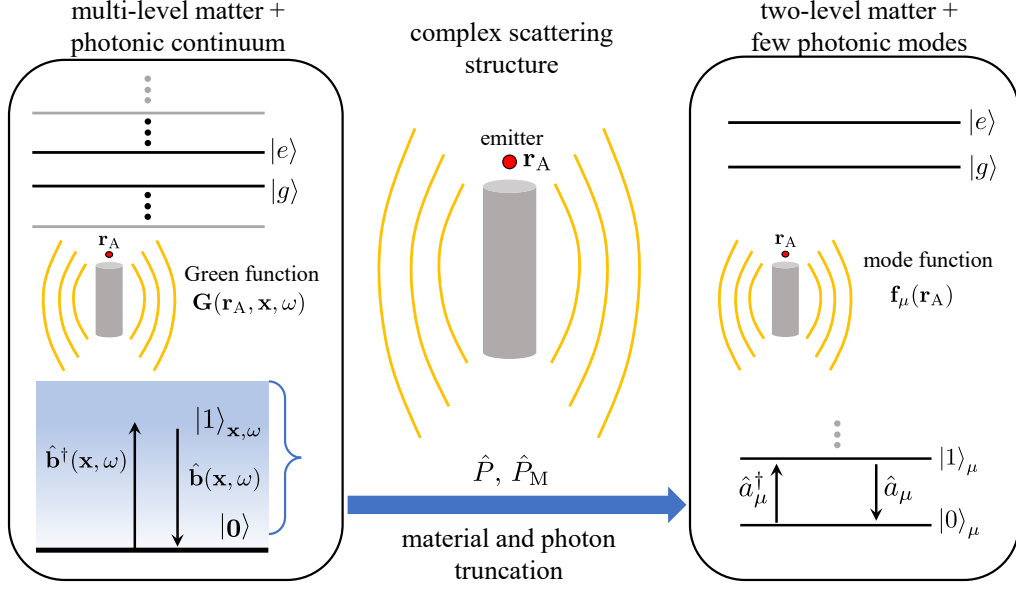 multi-level matter +
photonic continuum
|e⟩
|g⟩
r_A
Green function
G(r_A, x, ω)
|1⟩_{x,ω}
b̂†(x, ω)
b̂(x, ω)
|0⟩
complex scattering
structure
emitter
r_A
P̂, P̂_M
material and photon
truncation
two-level matter +
few photonic modes
|e⟩
|g⟩
r_A
mode function
f_μ(r_A)
|1⟩_μ
â†_μ
â_μ
|0⟩_μ